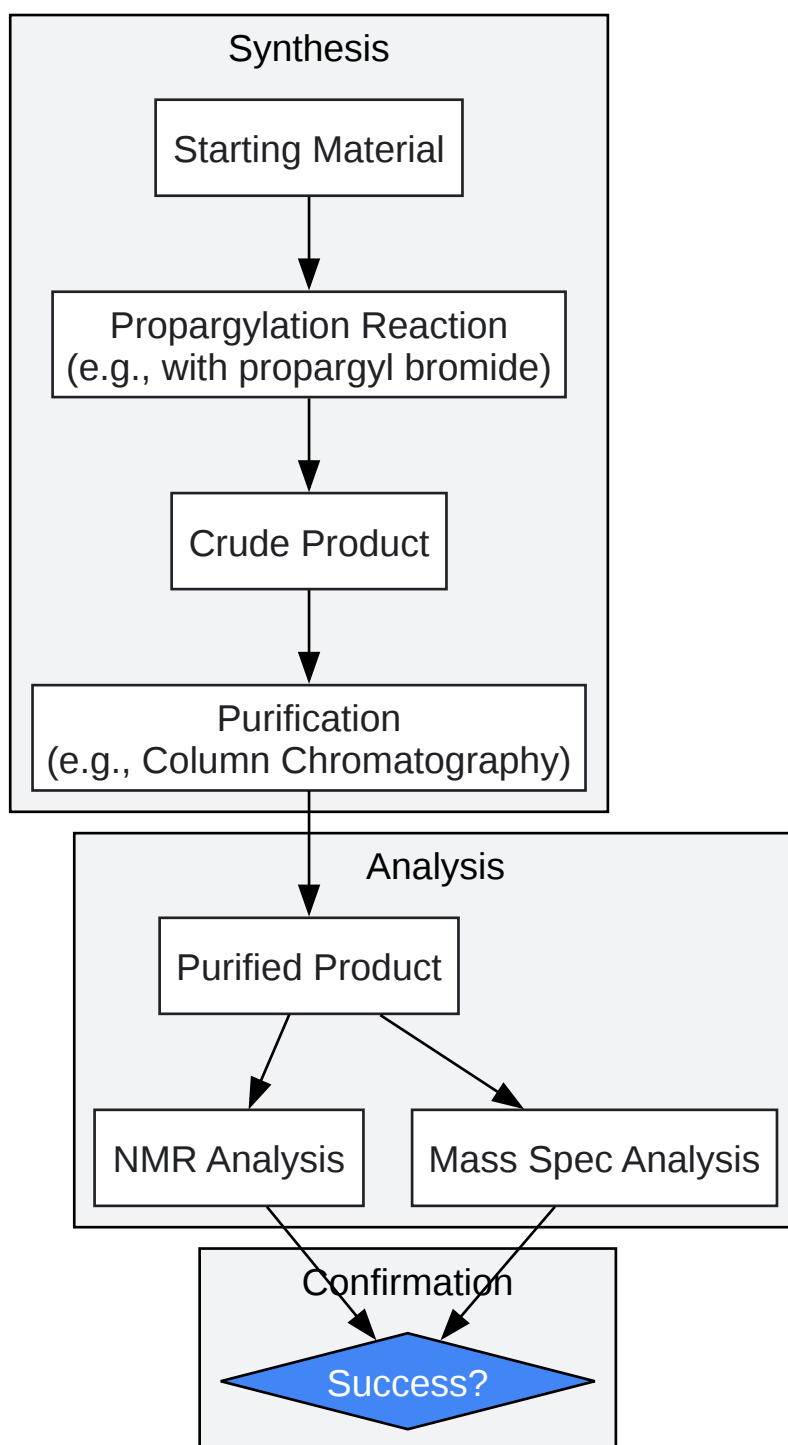 Synthesis
Starting Material
Propargylation Reaction
(e.g., with propargyl bromide)
Crude Product
Purification
(e.g., Column Chromatography)
Analysis
Purified Product
NMR Analysis
Mass Spec Analysis
Confirmation
Success?